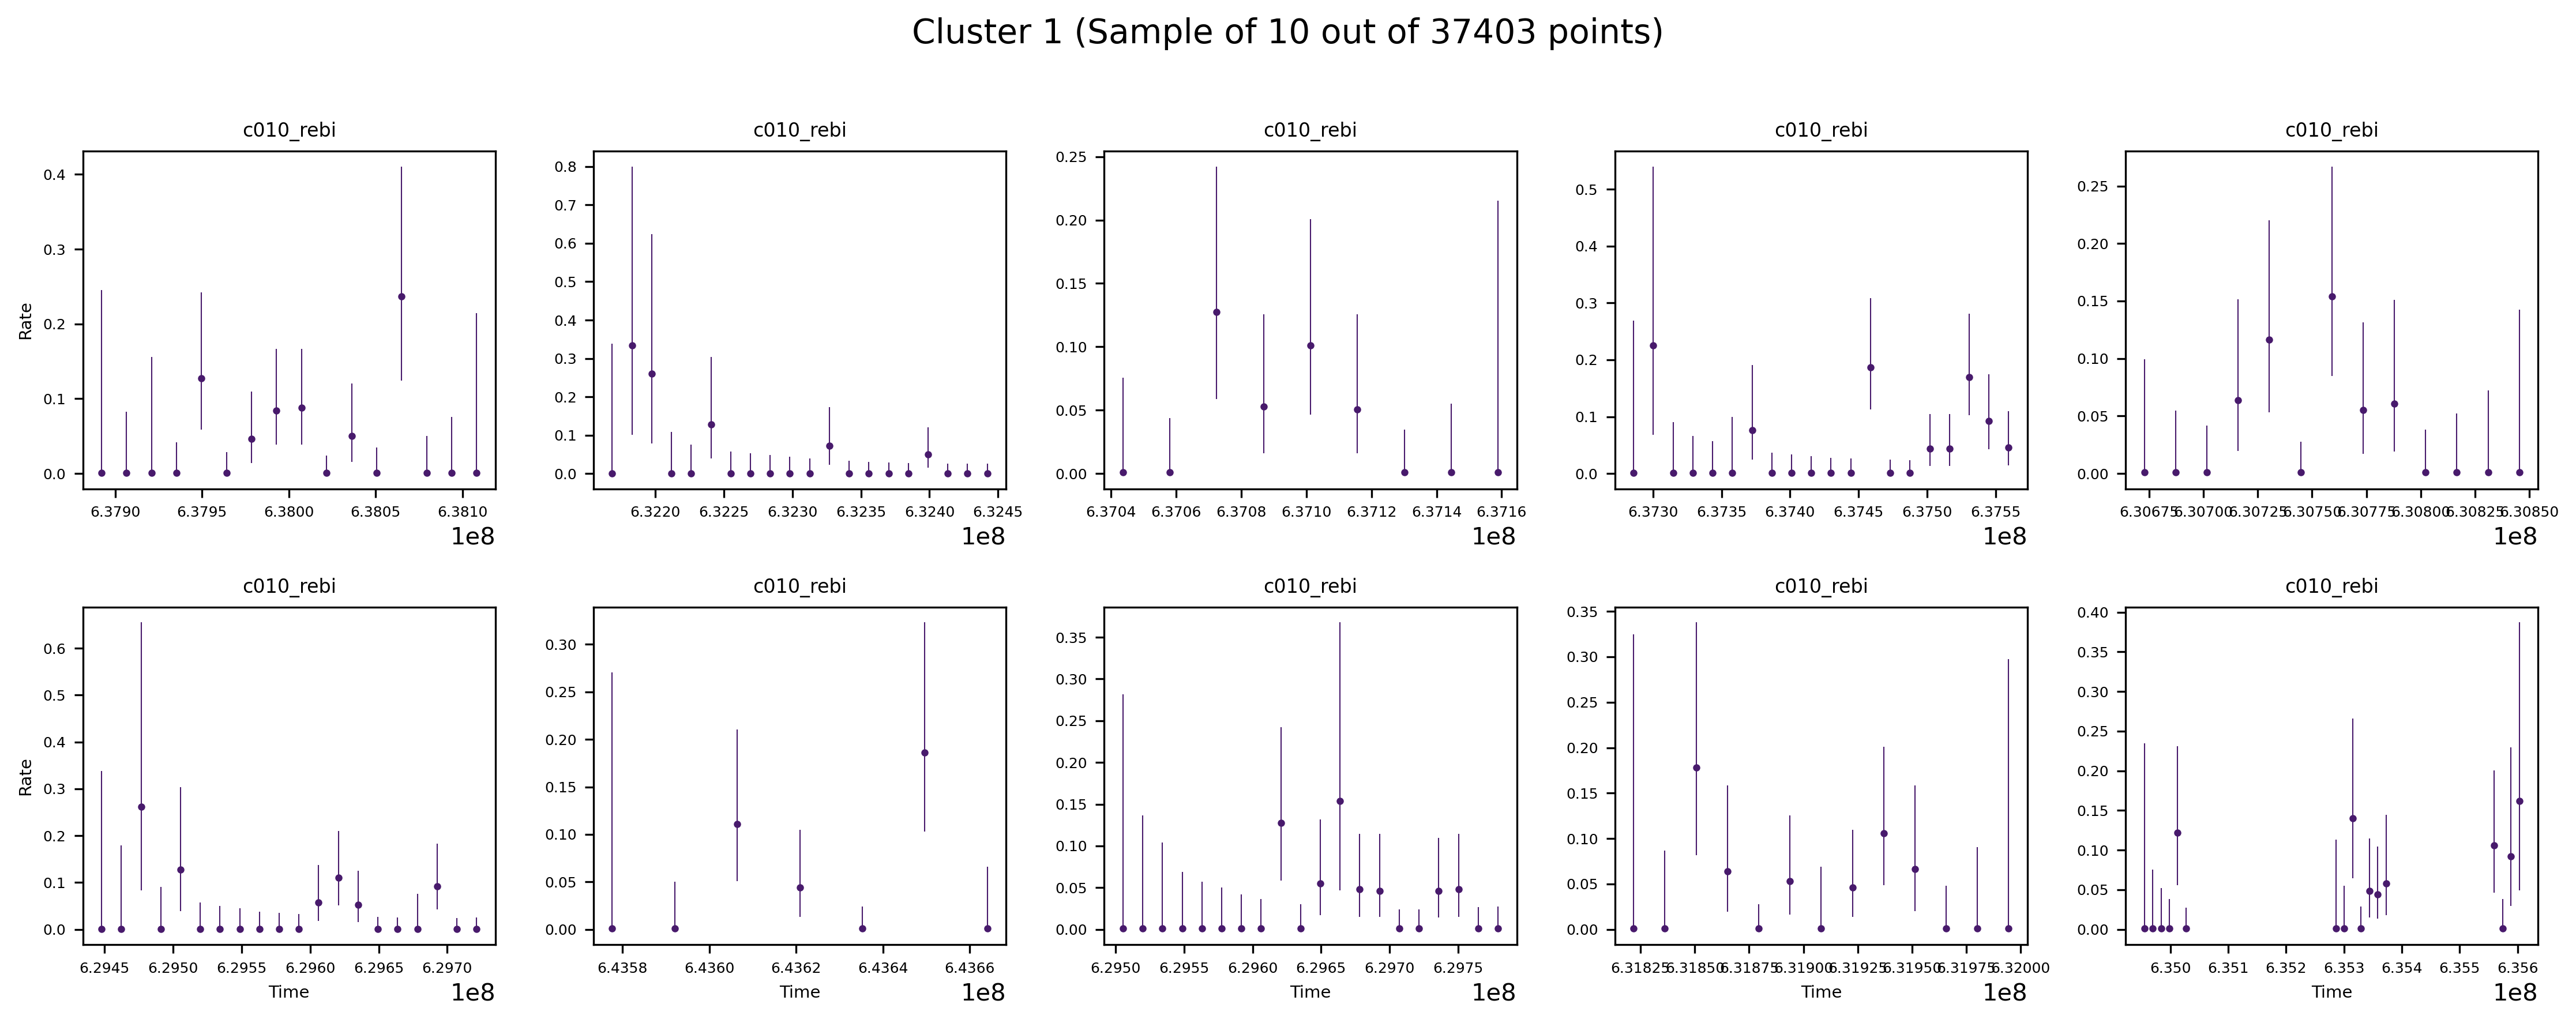 Cluster 1 (Sample of 10 out of 37403 points)
c010_rebi c010_rebi c010_rebi c010_rebi c010_rebi
Rate
0.4
0.3
0.2
0.1
0.0
6.3790 6.3795 6.3800 6.3805 6.3810
1e8
0.8
0.7
0.6
0.5
0.4
0.3
0.2
0.1
0.0
6.3220 6.3225 6.3230 6.3235 6.3240 6.3245
1e8
0.25
0.20
0.15
0.10
0.05
0.00
6.3704 6.3706 6.3708 6.3710 6.3712 6.3714 6.3716
1e8
0.5
0.4
0.3
0.2
0.1
0.0
6.3730 6.3735 6.3740 6.3745 6.3750 6.3755
1e8
0.25
0.20
0.15
0.10
0.05
0.00
6.30675 6.30700 6.30725 6.30750 6.30775 6.30800 6.30825 6.30850
1e8
c010_rebi c010_rebi c010_rebi c010_rebi c010_rebi
Rate
0.6
0.5
0.4
0.3
0.2
0.1
0.0
6.2945 6.2950 6.2955 6.2960 6.2965 6.2970
Time
1e8
0.30
0.25
0.20
0.15
0.10
0.05
0.00
6.4358 6.4360 6.4362 6.4364 6.4366
Time
1e8
0.35
0.30
0.25
0.20
0.15
0.10
0.05
0.00
6.2950 6.2955 6.2960 6.2965 6.2970 6.2975
Time
1e8
0.35
0.30
0.25
0.20
0.15
0.10
0.05
0.00
6.31825 6.31850 6.31875 6.31900 6.31925 6.31950 6.31975 6.32000
Time
1e8
0.40
0.35
0.30
0.25
0.20
0.15
0.10
0.05
0.00
6.350 6.351 6.352 6.353 6.354 6.355 6.356
Time
1e8